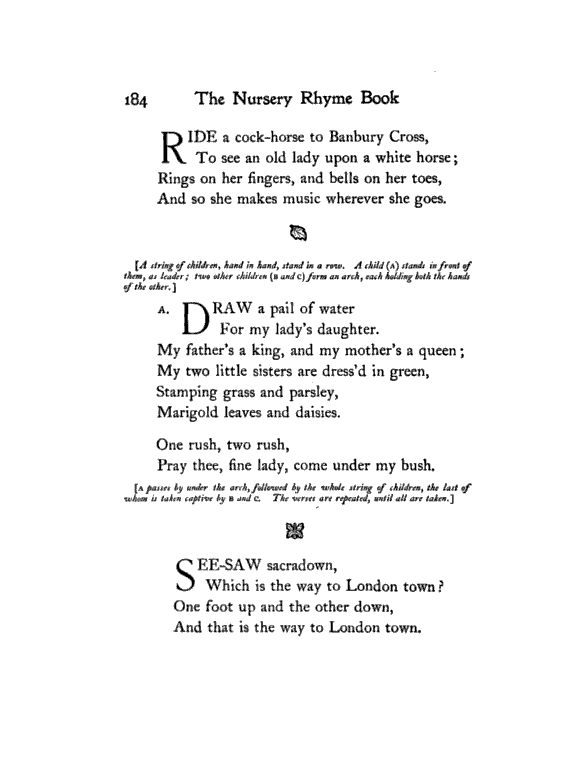 184 The Nursery Rhyme Book
RIDE a cock-horse to Banbury Cross,
To see an old lady upon a white horse;
Rings on her fingers, and bells on her toes,
And so she makes music wherever she goes.
[A string of children, hand in hand, stand in a row. A child (A) stands in front of
them, as leader; two other children (B and C) form an arch, each holding both the hands
of the other.]
A. DRAW a pail of water
For my lady's daughter.
My father's a king, and my mother's a queen;
My two little sisters are dress'd in green,
Stamping grass and parsley,
Marigold leaves and daisies.
One rush, two rush,
Pray thee, fine lady, come under my bush.
[A passes by under the arch, followed by the whole string of children, the last of
whom is taken captive by B and C. The verses are repeated, until all are taken.]
SEE-SAW sacradown,
Which is the way to London town?
One foot up and the other down,
And that is the way to London town.